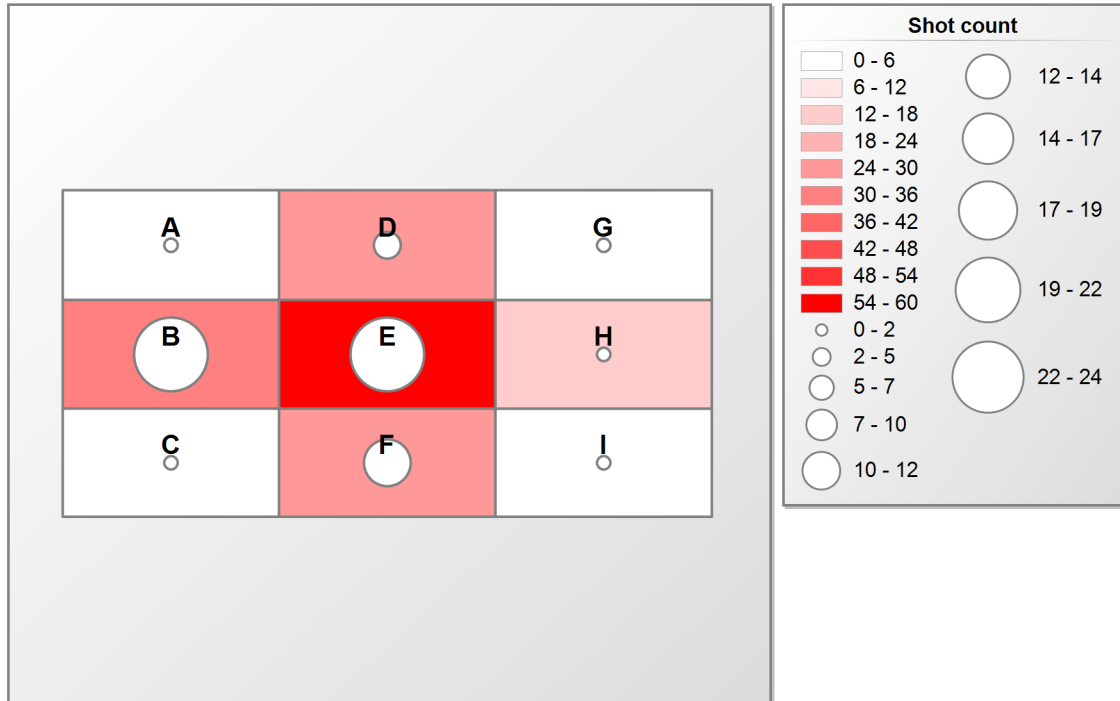 A
D
G
B
E
H
C
F
I
Shot count
0 - 6
6 - 12
12 - 18
18 - 24
24 - 30
30 - 36
36 - 42
42 - 48
48 - 54
54 - 60
0 - 2
2 - 5
5 - 7
7 - 10
10 - 12
12 - 14
14 - 17
17 - 19
19 - 22
22 - 24